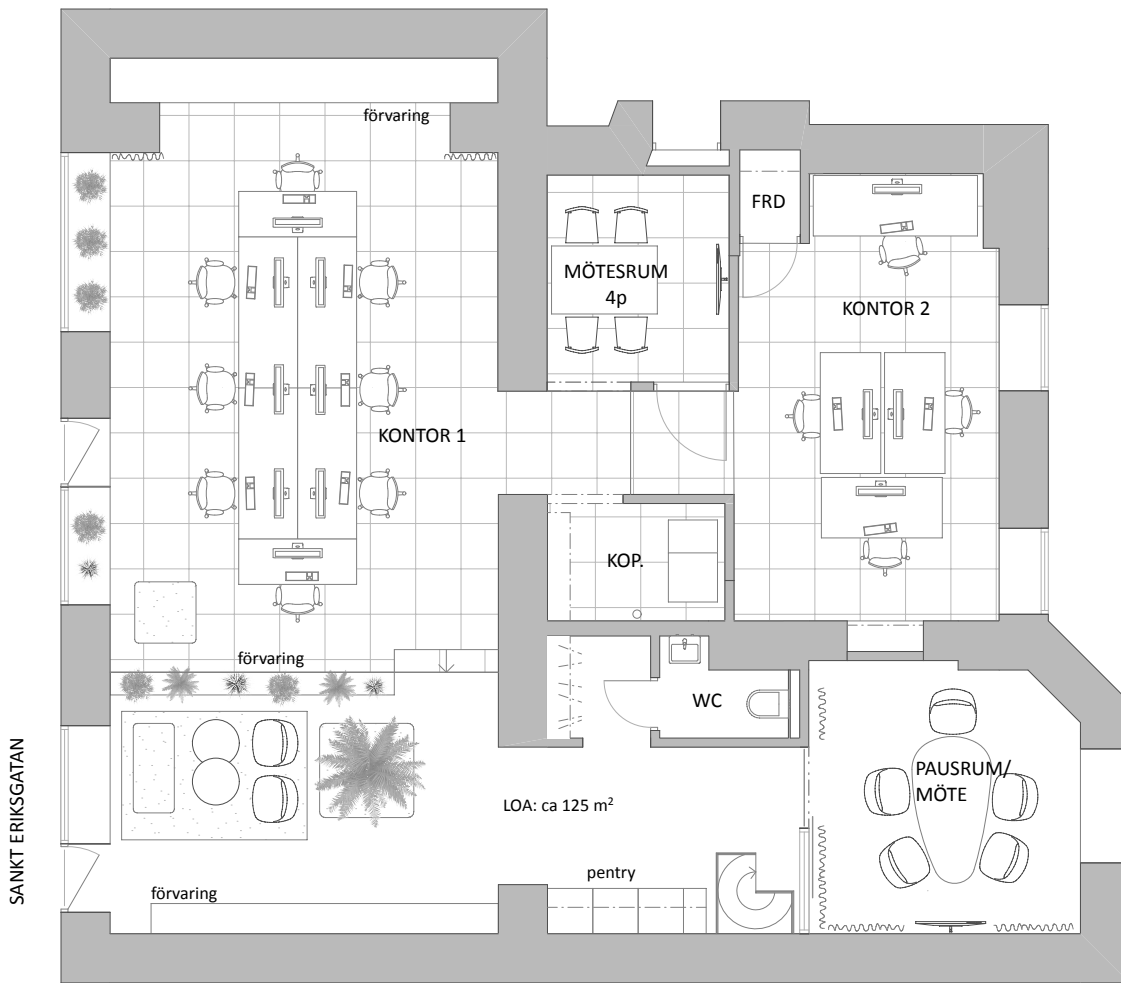 förvaring
FRD
MÖTESRUM
4p
KONTOR 2
KONTOR 1
KOP.
förvaring
WC
SANKT ERIKSGATAN
PAUSRUM/
MÖTE
LOA: ca 125 m²
pentry
förvaring